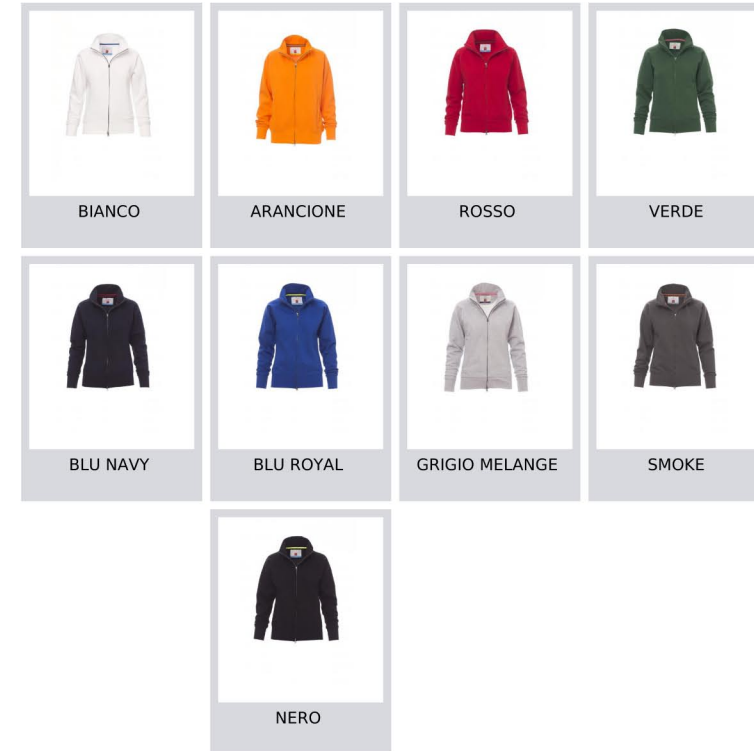 BIANCO
ARANCIONE
ROSSO
VERDE
BLU NAVY
BLU ROYAL
GRIGIO MELANGE
SMOKE
NERO